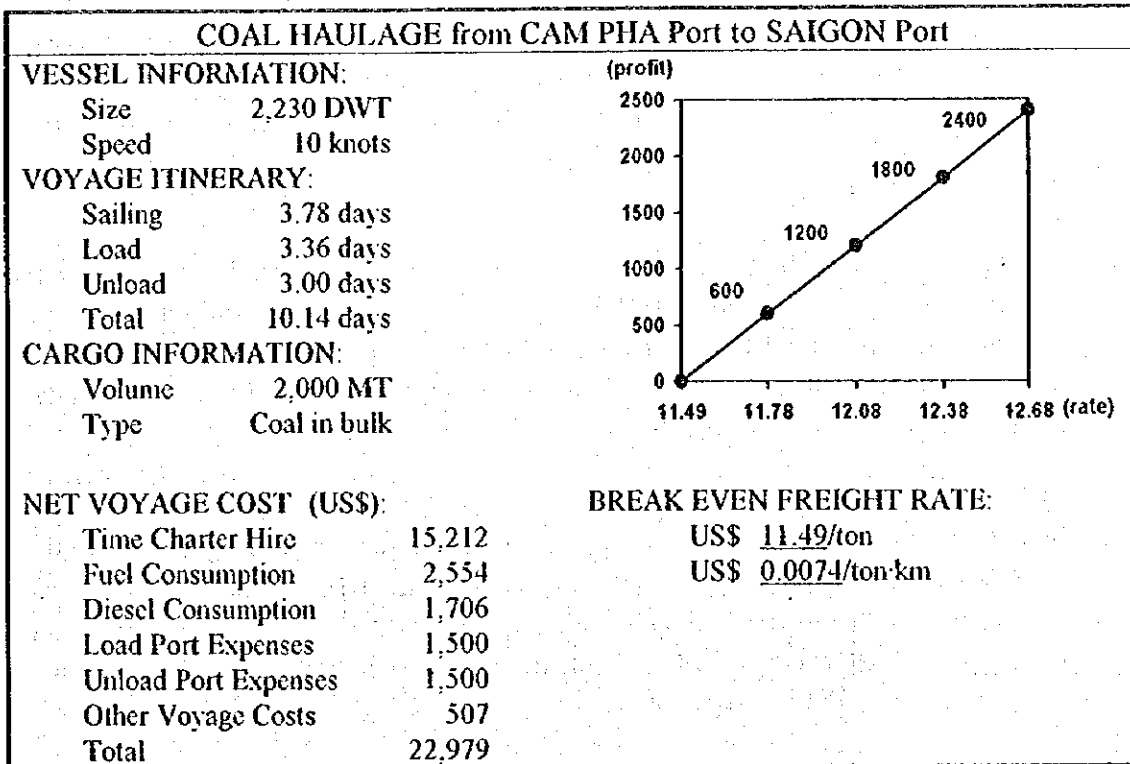 COAL HAULAGE from CAM PHA Port to SAIGON Port
VESSEL INFORMATION:
Size 2,230 DWT
Speed 10 knots
VOYAGE ITINERARY:
Sailing 3.78 days
Load 3.36 days
Unload 3.00 days
Total 10.14 days
CARGO INFORMATION:
Volume 2,000 MT
Type Coal in bulk
(profit)
2500
2000
1500
1000
500
0
600
1200
1800
2400
11.49 11.78 12.08 12.38 12.68 (rate)
NET VOYAGE COST (US$):
Time Charter Hire 15,212
Fuel Consumption 2,554
Diesel Consumption 1,706
Load Port Expenses 1,500
Unload Port Expenses 1,500
Other Voyage Costs 507
Total 22,979
BREAK EVEN FREIGHT RATE:
US$ 11.49/ton
US$ 0.0074/ton·km